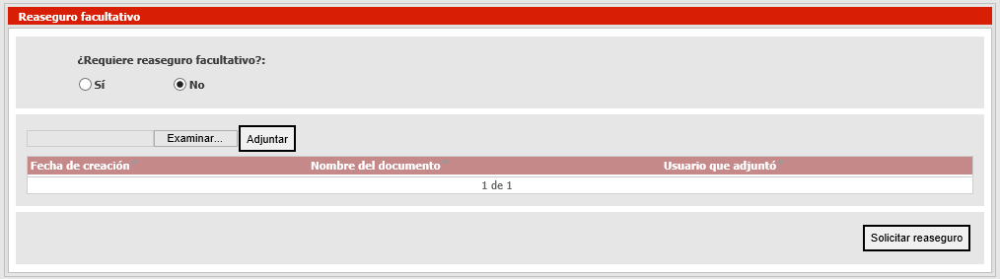 Reaseguro facultativo
¿Requiere reaseguro facultativo?:
Sí No
Examinar... Adjuntar
Fecha de creación Nombre del documento Usuario que adjuntó
1 de 1
Solicitar reaseguro